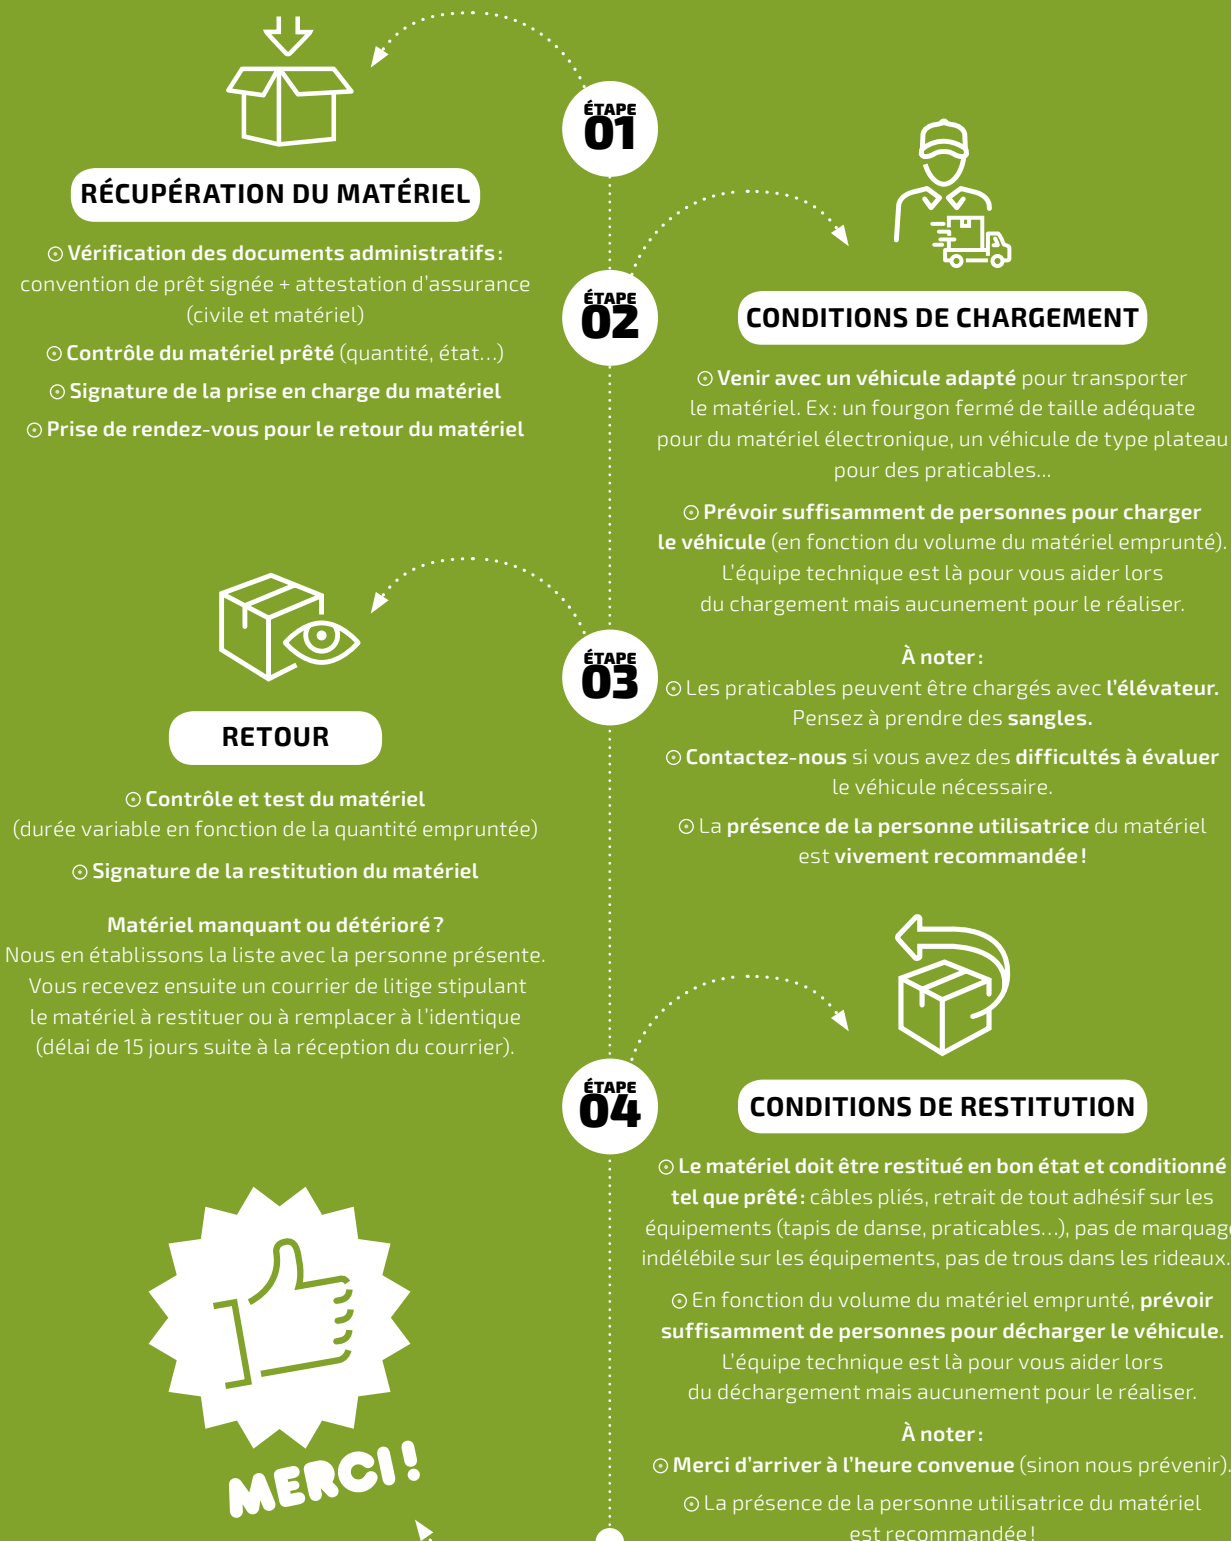 ÉTAPE
01
RÉCUPÉRATION DU MATÉRIEL
⊙ Vérification des documents administratifs :
convention de prêt signée + attestation d'assurance
(civile et matériel)
⊙ Contrôle du matériel prêté (quantité, état…)
⊙ Signature de la prise en charge du matériel
⊙ Prise de rendez-vous pour le retour du matériel
ÉTAPE
02
CONDITIONS DE CHARGEMENT
⊙ Venir avec un véhicule adapté pour transporter
le matériel. Ex : un fourgon fermé de taille adéquate
pour du matériel électronique, un véhicule de type plateau
pour des praticables...
⊙ Prévoir suffisamment de personnes pour charger
le véhicule (en fonction du volume du matériel emprunté).
L'équipe technique est là pour vous aider lors
du chargement mais aucunement pour le réaliser.
À noter :
⊙ Les praticables peuvent être chargés avec l'élévateur.
Pensez à prendre des sangles.
⊙ Contactez-nous si vous avez des difficultés à évaluer
le véhicule nécessaire.
⊙ La présence de la personne utilisatrice du matériel
est vivement recommandée !
ÉTAPE
03
RETOUR
⊙ Contrôle et test du matériel
(durée variable en fonction de la quantité empruntée)
⊙ Signature de la restitution du matériel
Matériel manquant ou détérioré ?
Nous en établissons la liste avec la personne présente.
Vous recevez ensuite un courrier de litige stipulant
le matériel à restituer ou à remplacer à l'identique
(délai de 15 jours suite à la réception du courrier).
ÉTAPE
04
CONDITIONS DE RESTITUTION
⊙ Le matériel doit être restitué en bon état et conditionné
tel que prêté : câbles pliés, retrait de tout adhésif sur les
équipements (tapis de danse, praticables…), pas de marquage
indélébile sur les équipements, pas de trous dans les rideaux.
⊙ En fonction du volume du matériel emprunté, prévoir
suffisamment de personnes pour décharger le véhicule.
L'équipe technique est là pour vous aider lors
du déchargement mais aucunement pour le réaliser.
À noter :
⊙ Merci d'arriver à l'heure convenue (sinon nous prévenir).
⊙ La présence de la personne utilisatrice du matériel
est recommandée !
MERCI !